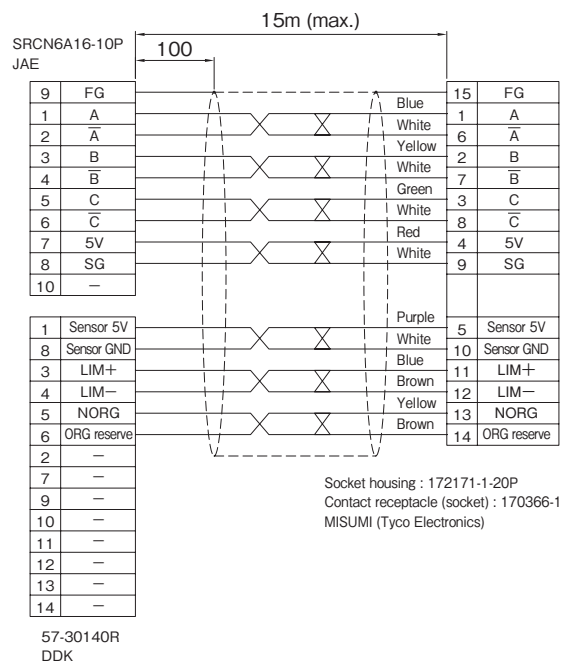 15m (max.)
SRCN6A16-10P
JAE
100
9 FG 15 FG
Blue
1 A 1 A
White
2 A̅ 6 A̅
Yellow
3 B 2 B
White
4 B̅ 7 B̅
Green
5 C 3 C
White
6 C̅ 8 C̅
Red
7 5V 4 5V
White
8 SG 9 SG
10 −
Purple
1 Sensor 5V 5 Sensor 5V
White
8 Sensor GND 10 Sensor GND
Blue
3 LIM+ 11 LIM+
Brown
4 LIM− 12 LIM−
Yellow
5 NORG 13 NORG
Brown
6 ORG reserve 14 ORG reserve
2 −
7 −
9 −
10 −
11 −
12 −
13 −
14 −
Socket housing : 172171-1-20P
Contact receptacle (socket) : 170366-1
MISUMI (Tyco Electronics)
57-30140R
DDK